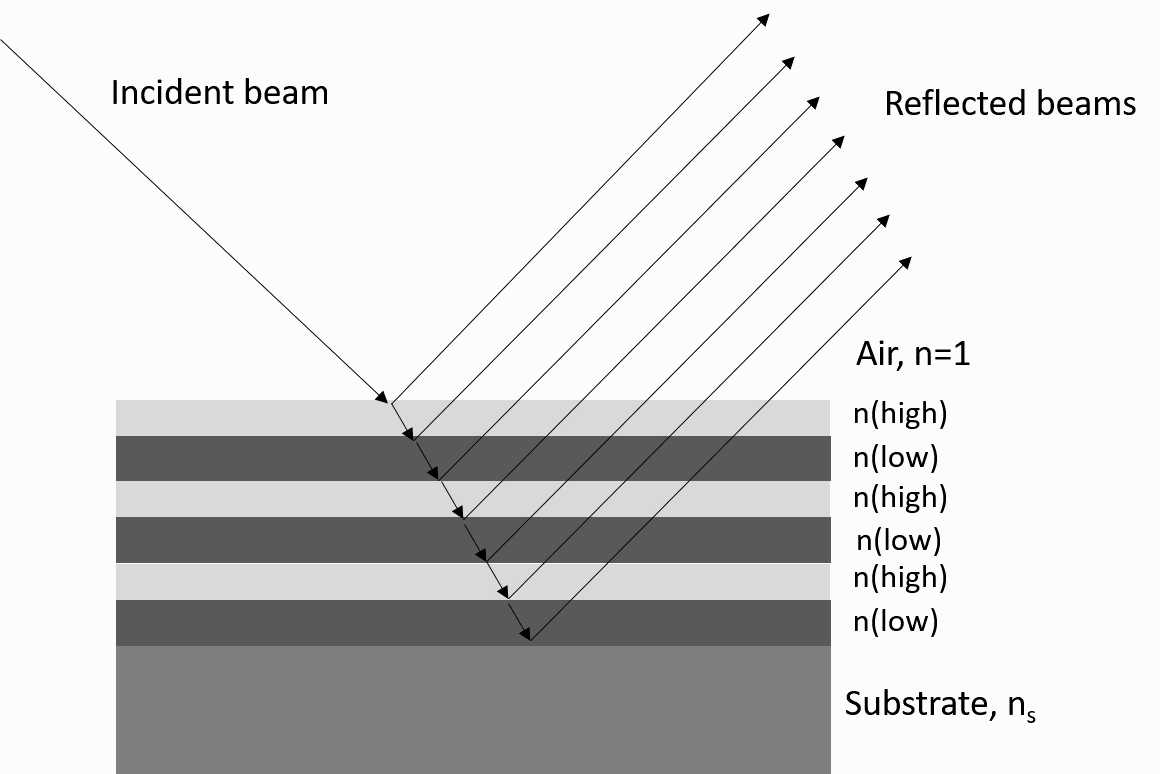 Incident beam
Reflected beams
Air, n=1
n(high)
n(low)
n(high)
n(low)
n(high)
n(low)
Substrate, nₛ